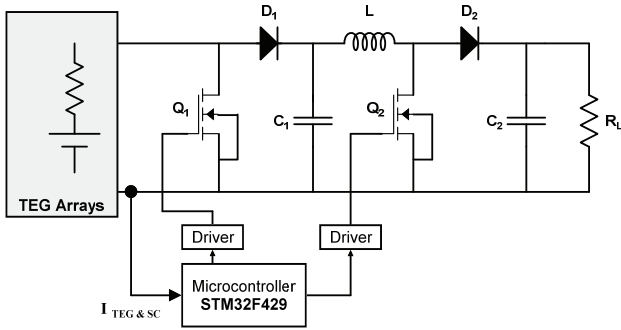 D1
L
D2
Q1
C1
Q2
C2
RL
TEG Arrays
Driver
Driver
Microcontroller
STM32F429
I TEG & SC